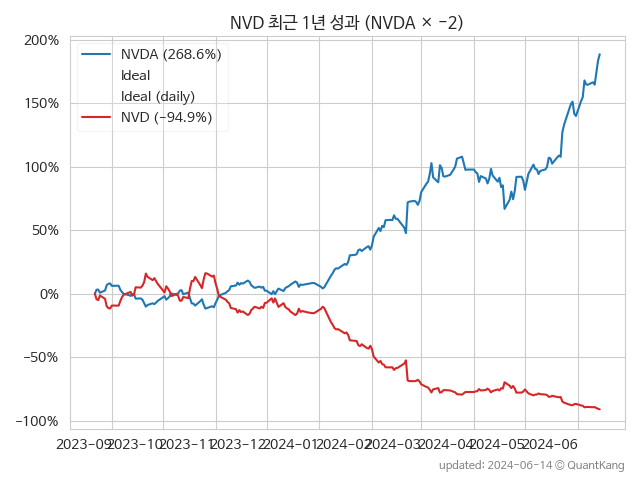 NVD 최근 1년 성과 (NVDA × −2)
NVDA (268.6%)
Ideal
Ideal (daily)
NVD (−94.9%)
200%
150%
100%
50%
0%
−50%
−100%
2023−09 2023−10 2023−11 2023−12 2024−01 2024−02 2024−03 2024−04 2024−05 2024−06
updated: 2024−06−14 © QuantKang